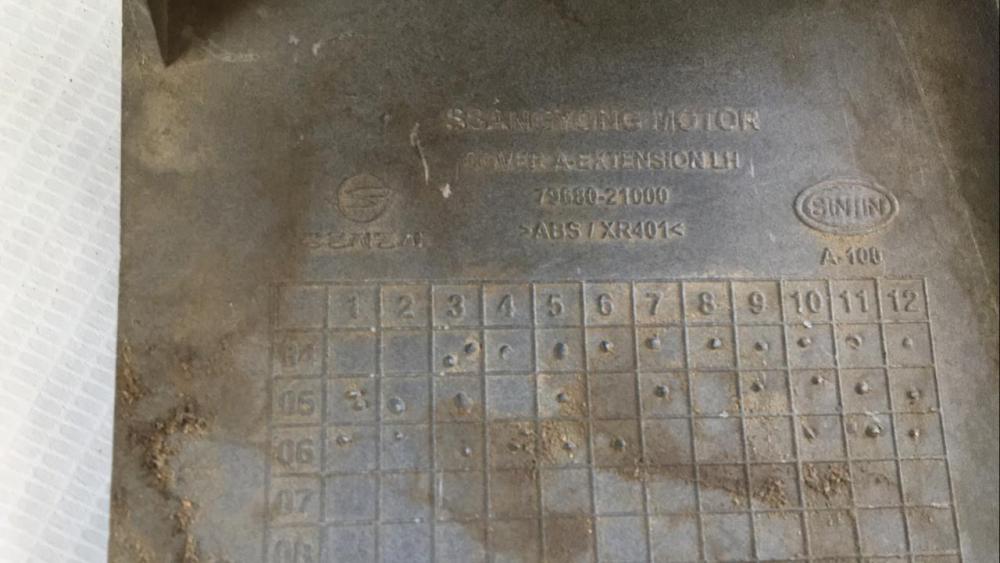 SSANGYONG MOTOR
COVER A-EXTENSION LH
79680-21000
>ABS / XR401<
SINJIN
A-100
1 2 3 4 5 6 7 8 9 10 11 12
04
05
06
07
08